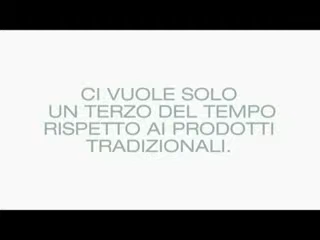 CI VUOLE SOLO
UN TERZO DEL TEMPO
RISPETTO AI PRODOTTI
TRADIZIONALI.